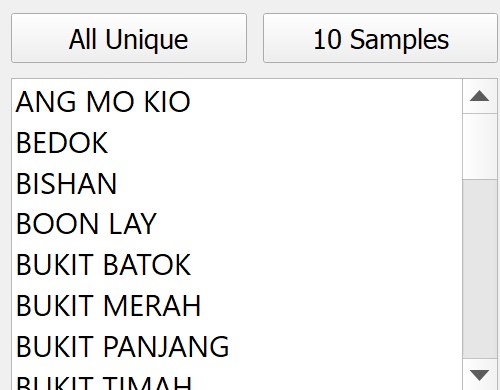 All Unique
10 Samples
ANG MO KIO
BEDOK
BISHAN
BOON LAY
BUKIT BATOK
BUKIT MERAH
BUKIT PANJANG
BUKIT TIMAH